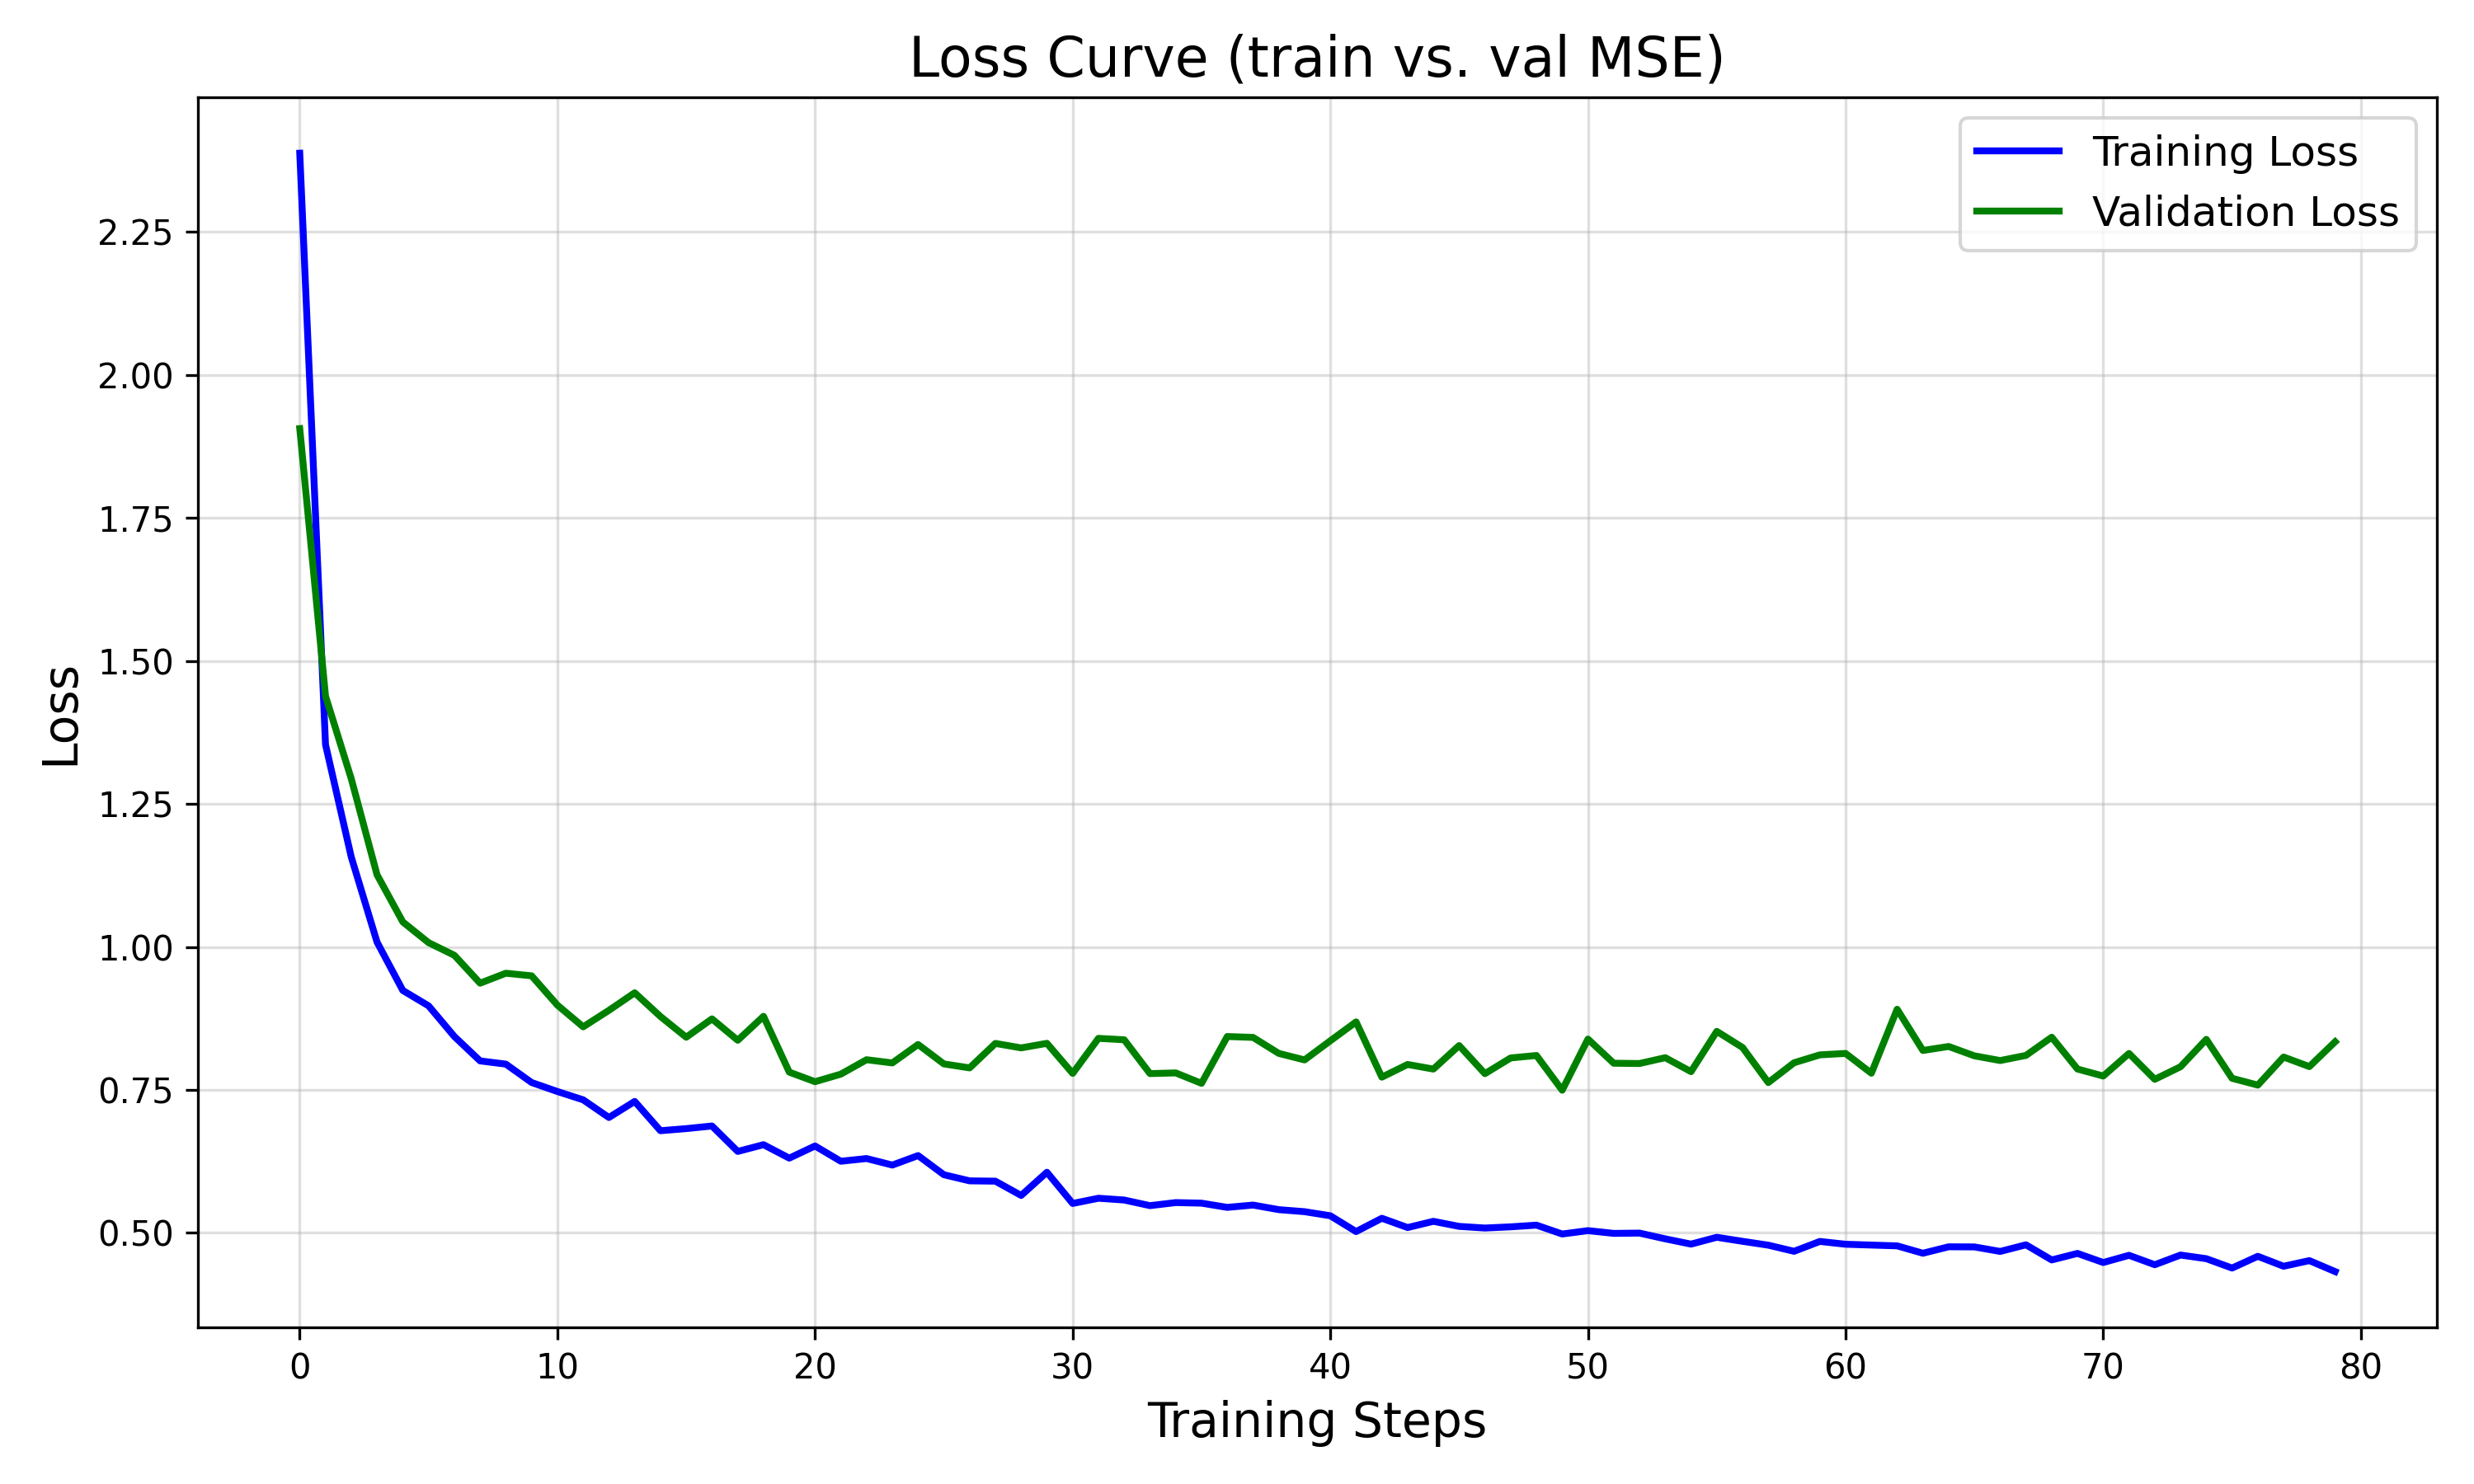 Loss Curve (train vs. val MSE)
Training Loss
Validation Loss
2.25
2.00
1.75
1.50
1.25
1.00
0.75
0.50
Loss
0 10 20 30 40 50 60 70 80
Training Steps